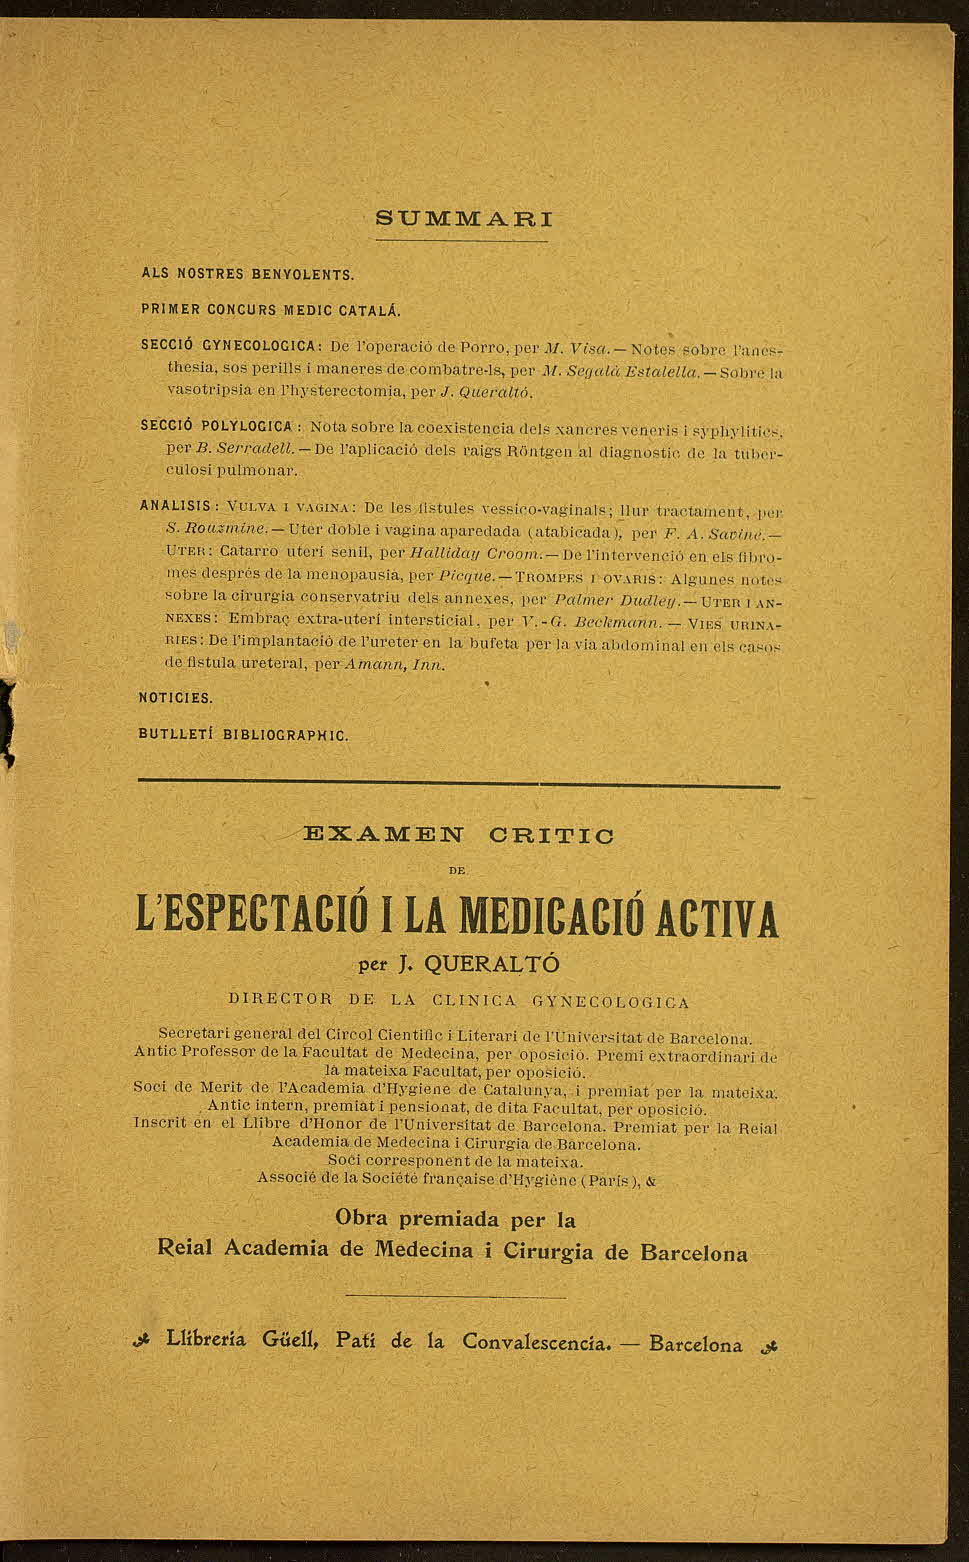 SUMMARI
ALS NOSTRES BENVOLENTS.
PRIMER CONCURS MEDIC CATALÁ.
SECCIÓ GYNECOLOGICA: De l'operació de Porro, per M. Visa. — Notes sobre l'anes-
thesia, sos perills i maneres de combatre-ls, per M. Segalà Estalella. — Sobre la
vasotripsia en l'hysterectomia, per J. Queraltó.
SECCIÓ POLYLOGICA: Nota sobre la coexistencia dels xancres veneris i syphylitics,
per B. Serradell. — De l'aplicació dels raigs Röntgen al diagnostic de la tuber-
culosi pulmonar.
ANALISIS: VULVA I VAGINA: De les fistules vessico-vaginals; llur tractament, per
S. Rouzmine. — Uter doble i vagina aparedada (atabicada), per F. A. Saviné. —
UTER: Catarro uterí senil, per Halliday Croom. — De l'intervenció en els fibro-
mes després de la menopausia, per Picque. — TROMPES I OVARIS: Algunes notes
sobre la cirurgia conservatriu dels annexes, per Palmer Dudley. — UTER I AN-
NEXES: Embraç extra-uterí intersticial, per V.-G. Beckmann. — VIES URINA-
RIES: De l'implantació de l'ureter en la bufeta per la via abdominal en els casos
de fistula ureteral, per Amann, Inn.
NOTICIES.
BUTLLETÍ BIBLIOGRAPHIC.
EXAMEN CRITIC
DE
L'ESPECTACIÓ I LA MEDICACIÓ ACTIVA
per J. QUERALTÓ
DIRECTOR DE LA CLINICA GYNECOLOGICA
Secretari general del Circol Cientific i Literari de l'Universitat de Barcelona.
Antic Professor de la Facultat de Medecina, per oposició. Premi extraordinari de
la mateixa Facultat, per oposició.
Soci de Merit de l'Academia d'Hygiene de Catalunya, i premiat per la mateixa.
Antic intern, premiat i pensionat, de dita Facultat, per oposició.
Inscrit en el Llibre d'Honor de l'Universitat de Barcelona. Premiat per la Reial
Academia de Medecina i Cirurgia de Barcelona.
Soci corresponent de la mateixa.
Associé de la Société française d'Hygiène (París), &
Obra premiada per la
Reial Academia de Medecina i Cirurgia de Barcelona
Llibreria Güell, Pati de la Convalescencia. — Barcelona